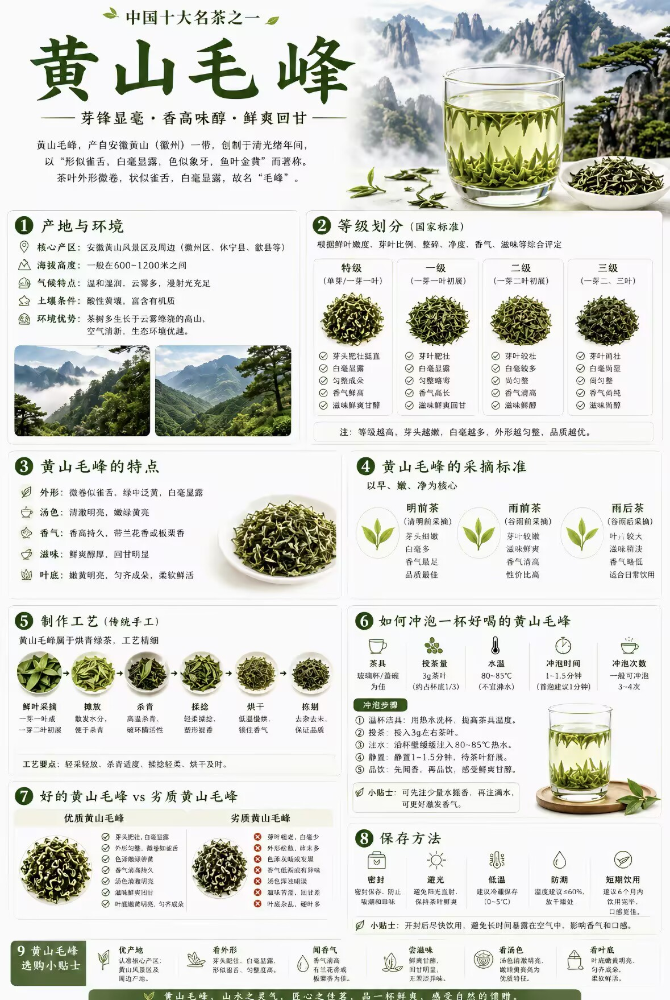 中国十大名茶之一
黄山毛峰
芽锋显毫·香高味醇·鲜爽回甘
黄山毛峰，产自安徽黄山（徽州）一带，创制于清光绪年间，
以“形似雀舌，白毫显露，色似象牙，鱼叶金黄”而著称。
茶叶外形微卷，状似雀舌，白毫显露，故名“毛峰”。
1 产地与环境
核心产区：安徽黄山风景区及周边（徽州区、休宁县、歙县等）
海拔高度：一般在600~1200米之间
气候特点：温和湿润，云雾多，漫射光充足
土壤条件：酸性黄壤，富含有机质
环境优势：茶树多生长于云雾缭绕的高山，
空气清新，生态环境优越。
2 等级划分（国家标准）
根据鲜叶嫩度、芽叶比例、整碎、净度、香气、滋味等综合评定
特级
（单芽/一芽一叶）
芽头肥壮挺直
白毫显露
匀整成朵
香气鲜高
滋味鲜爽甘醇
一级
（一芽一叶初展）
芽叶肥壮
白毫显露
匀整略弯
香气高长
滋味鲜爽回甘
二级
（一芽二叶初展）
芽叶较壮
白毫较多
尚匀整
香气清高
滋味鲜醇
三级
（一芽二、三叶）
芽叶尚壮
白毫尚显
尚匀整
香气尚纯
滋味尚醇
注：等级越高，芽头越嫩，白毫越多，外形越匀整，品质越优。
3 黄山毛峰的特点
外形：微卷似雀舌，绿中泛黄，白毫显露
汤色：清澈明亮，嫩绿黄亮
香气：香高持久，带兰花香或板栗香
滋味：鲜爽醇厚，回甘明显
叶底：嫩黄明亮，匀齐成朵，柔软鲜活
4 黄山毛峰的采摘标准
以早、嫩、净为核心
明前茶
（清明前采摘）
芽头细嫩
白毫多
香气最足
品质最佳
雨前茶
（谷雨前采摘）
芽叶较嫩
滋味鲜爽
香气清高
性价比高
雨后茶
（谷雨后采摘）
叶片较大
滋味稍淡
香气略低
适合日常饮用
5 制作工艺（传统手工）
黄山毛峰属于烘青绿茶，工艺精细
鲜叶采摘
一芽一叶或
一芽二叶初展
摊放
散发水分，
便于杀青
杀青
高温杀青，
破坏酶活性
揉捻
轻柔揉捻，
塑形提香
烘干
低温慢烘，
锁住香气
拣剔
去杂去末，
保证品质
工艺要点：轻采轻放、杀青适度、揉捻轻柔、烘干及时。
6 如何冲泡一杯好喝的黄山毛峰
茶具
玻璃杯/盖碗
为佳
投茶量
3g茶叶
（约占杯底1/3）
水温
80~85℃
（不宜沸水）
冲泡时间
1~1.5分钟
（首泡建议1分钟）
冲泡次数
一般可冲泡
3~4次
冲泡步骤
① 温杯洁具：用热水洗杯，提高茶具温度。
② 投茶：投入3g左右茶叶。
③ 注水：沿杯壁缓缓注入80~85℃热水。
④ 静置：静置1~1.5分钟，待茶叶舒展。
⑤ 品饮：先闻香，再品饮，感受鲜爽甘醇。
小贴士：可先注少量水摇香，再注满水，
可更好激发香气。
7 好的黄山毛峰 vs 劣质黄山毛峰
优质黄山毛峰
芽头肥壮，白毫显露
外形匀整，微卷如雀舌
色泽嫩绿带黄
香气清高持久
汤色清澈明亮
滋味鲜爽回甘
叶底嫩黄明亮，匀齐成朵
劣质黄山毛峰
芽叶粗老，白毫少
外形松散，碎末多
色泽灰暗或发黑
香气低闷或有异味
汤色浑浊暗淡
滋味苦涩，回甘差
叶底杂乱，硬叶多
8 保存方法
密封
密封保存，防止
吸潮和串味
避光
避免阳光直射，
保持茶叶鲜爽
低温
建议冷藏保存
（0~5℃）
防潮
湿度建议≤60%，
放干燥处
短期饮用
建议6个月内
饮用完毕，
口感更佳。
小贴士：开封后尽快饮用，避免长时间暴露在空气中，影响香气和口感。
9 黄山毛峰
选购小贴士
优产地
认准核心产区：
黄山风景区及
周边产地。
看外形
芽头肥壮，白毫显露，
形似雀舌，匀整度高。
闻香气
香气清高
有兰花香或
板栗香为佳。
尝滋味
鲜爽甘醇，
回甘明显，
无苦涩异味。
看汤色
汤色清澈明亮，
嫩绿黄亮为
优质特征。
看叶底
叶底嫩黄明亮，
匀齐成朵，
柔软鲜活。
黄山毛峰，山水之灵气，匠心之佳茗，品一杯鲜爽，感受自然的馈赠。